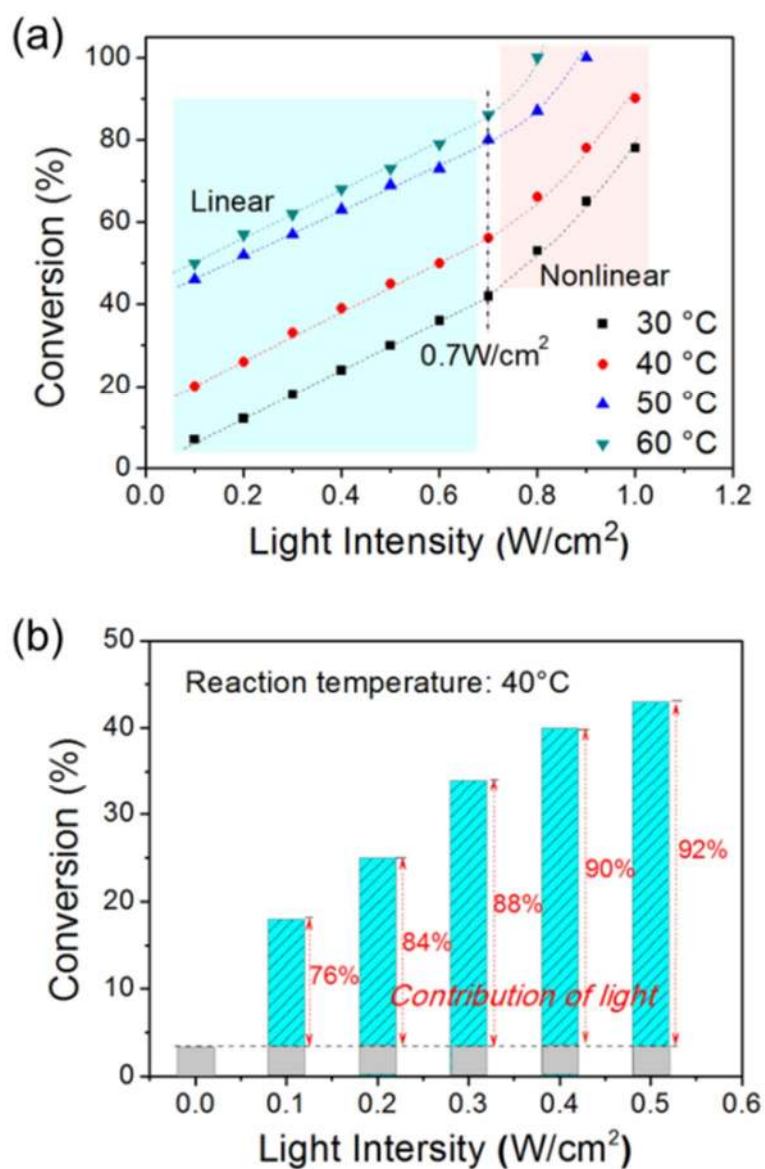 (a)
100
80
60
40
20
0
Conversion (%)
Linear
Nonlinear
0.7W/cm²
30 °C
40 °C
50 °C
60 °C
0.0 0.2 0.4 0.6 0.8 1.0 1.2
Light Intensity (W/cm²)
(b)
50
40
30
20
10
0
Conversion (%)
Reaction temperature: 40°C
76%
84%
88%
90%
92%
Contribution of light
0.0 0.1 0.2 0.3 0.4 0.5 0.6
Light Intersity (W/cm²)